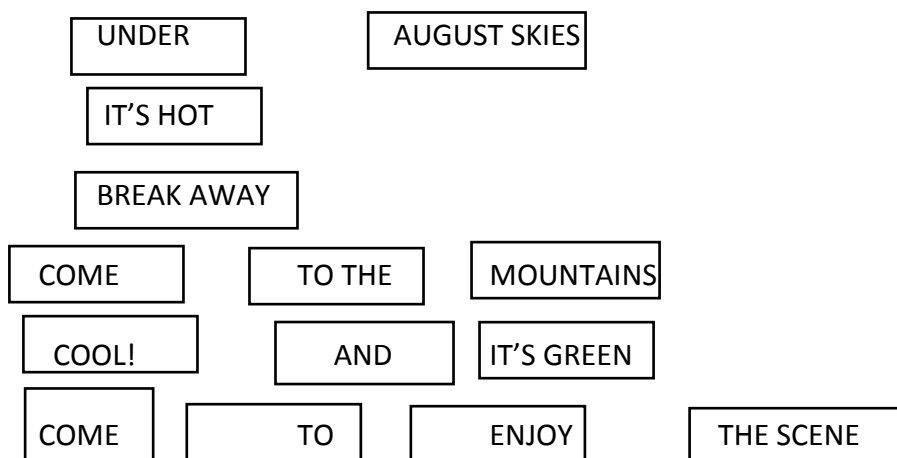 UNDER AUGUST SKIES
IT’S HOT
BREAK AWAY
COME TO THE MOUNTAINS
COOL! AND IT’S GREEN
COME TO ENJOY THE SCENE